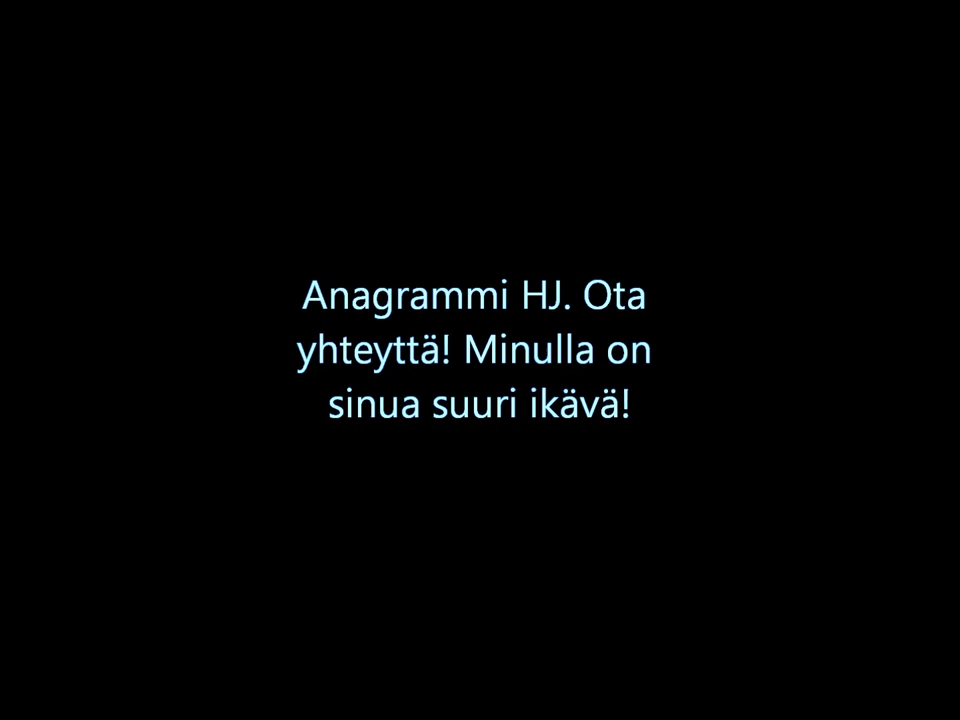 Anagrammi HJ. Ota
yhteyttä! Minulla on
sinua suuri ikävä!